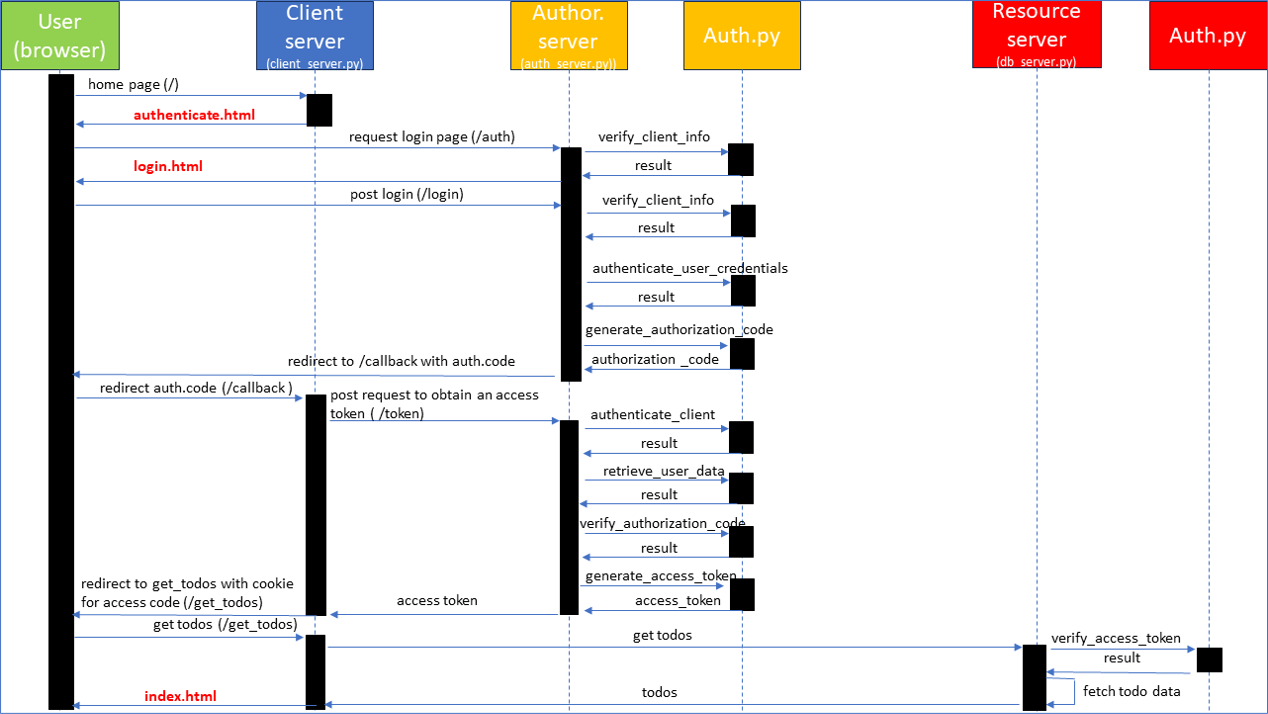 User
(browser)
Client
server
(client_server.py)
Author.
server
(auth_server.py))
Auth.py
Resource
server
(db_server.py)
Auth.py
home page (/)
authenticate.html
request login page (/auth)
verify_client_info
result
login.html
post login (/login)
verify_client_info
result
authenticate_user_credentials
result
generate_authorization_code
authorization _code
redirect to /callback with auth.code
redirect auth.code (/callback )
post request to obtain an access
token ( /token)
authenticate_client
result
retrieve_user_data
result
verify_authorization_code
result
generate_access_token
access_token
access token
redirect to get_todos with cookie
for access code (/get_todos)
get todos (/get_todos)
get todos
verify_access_token
result
fetch todo data
todos
index.html